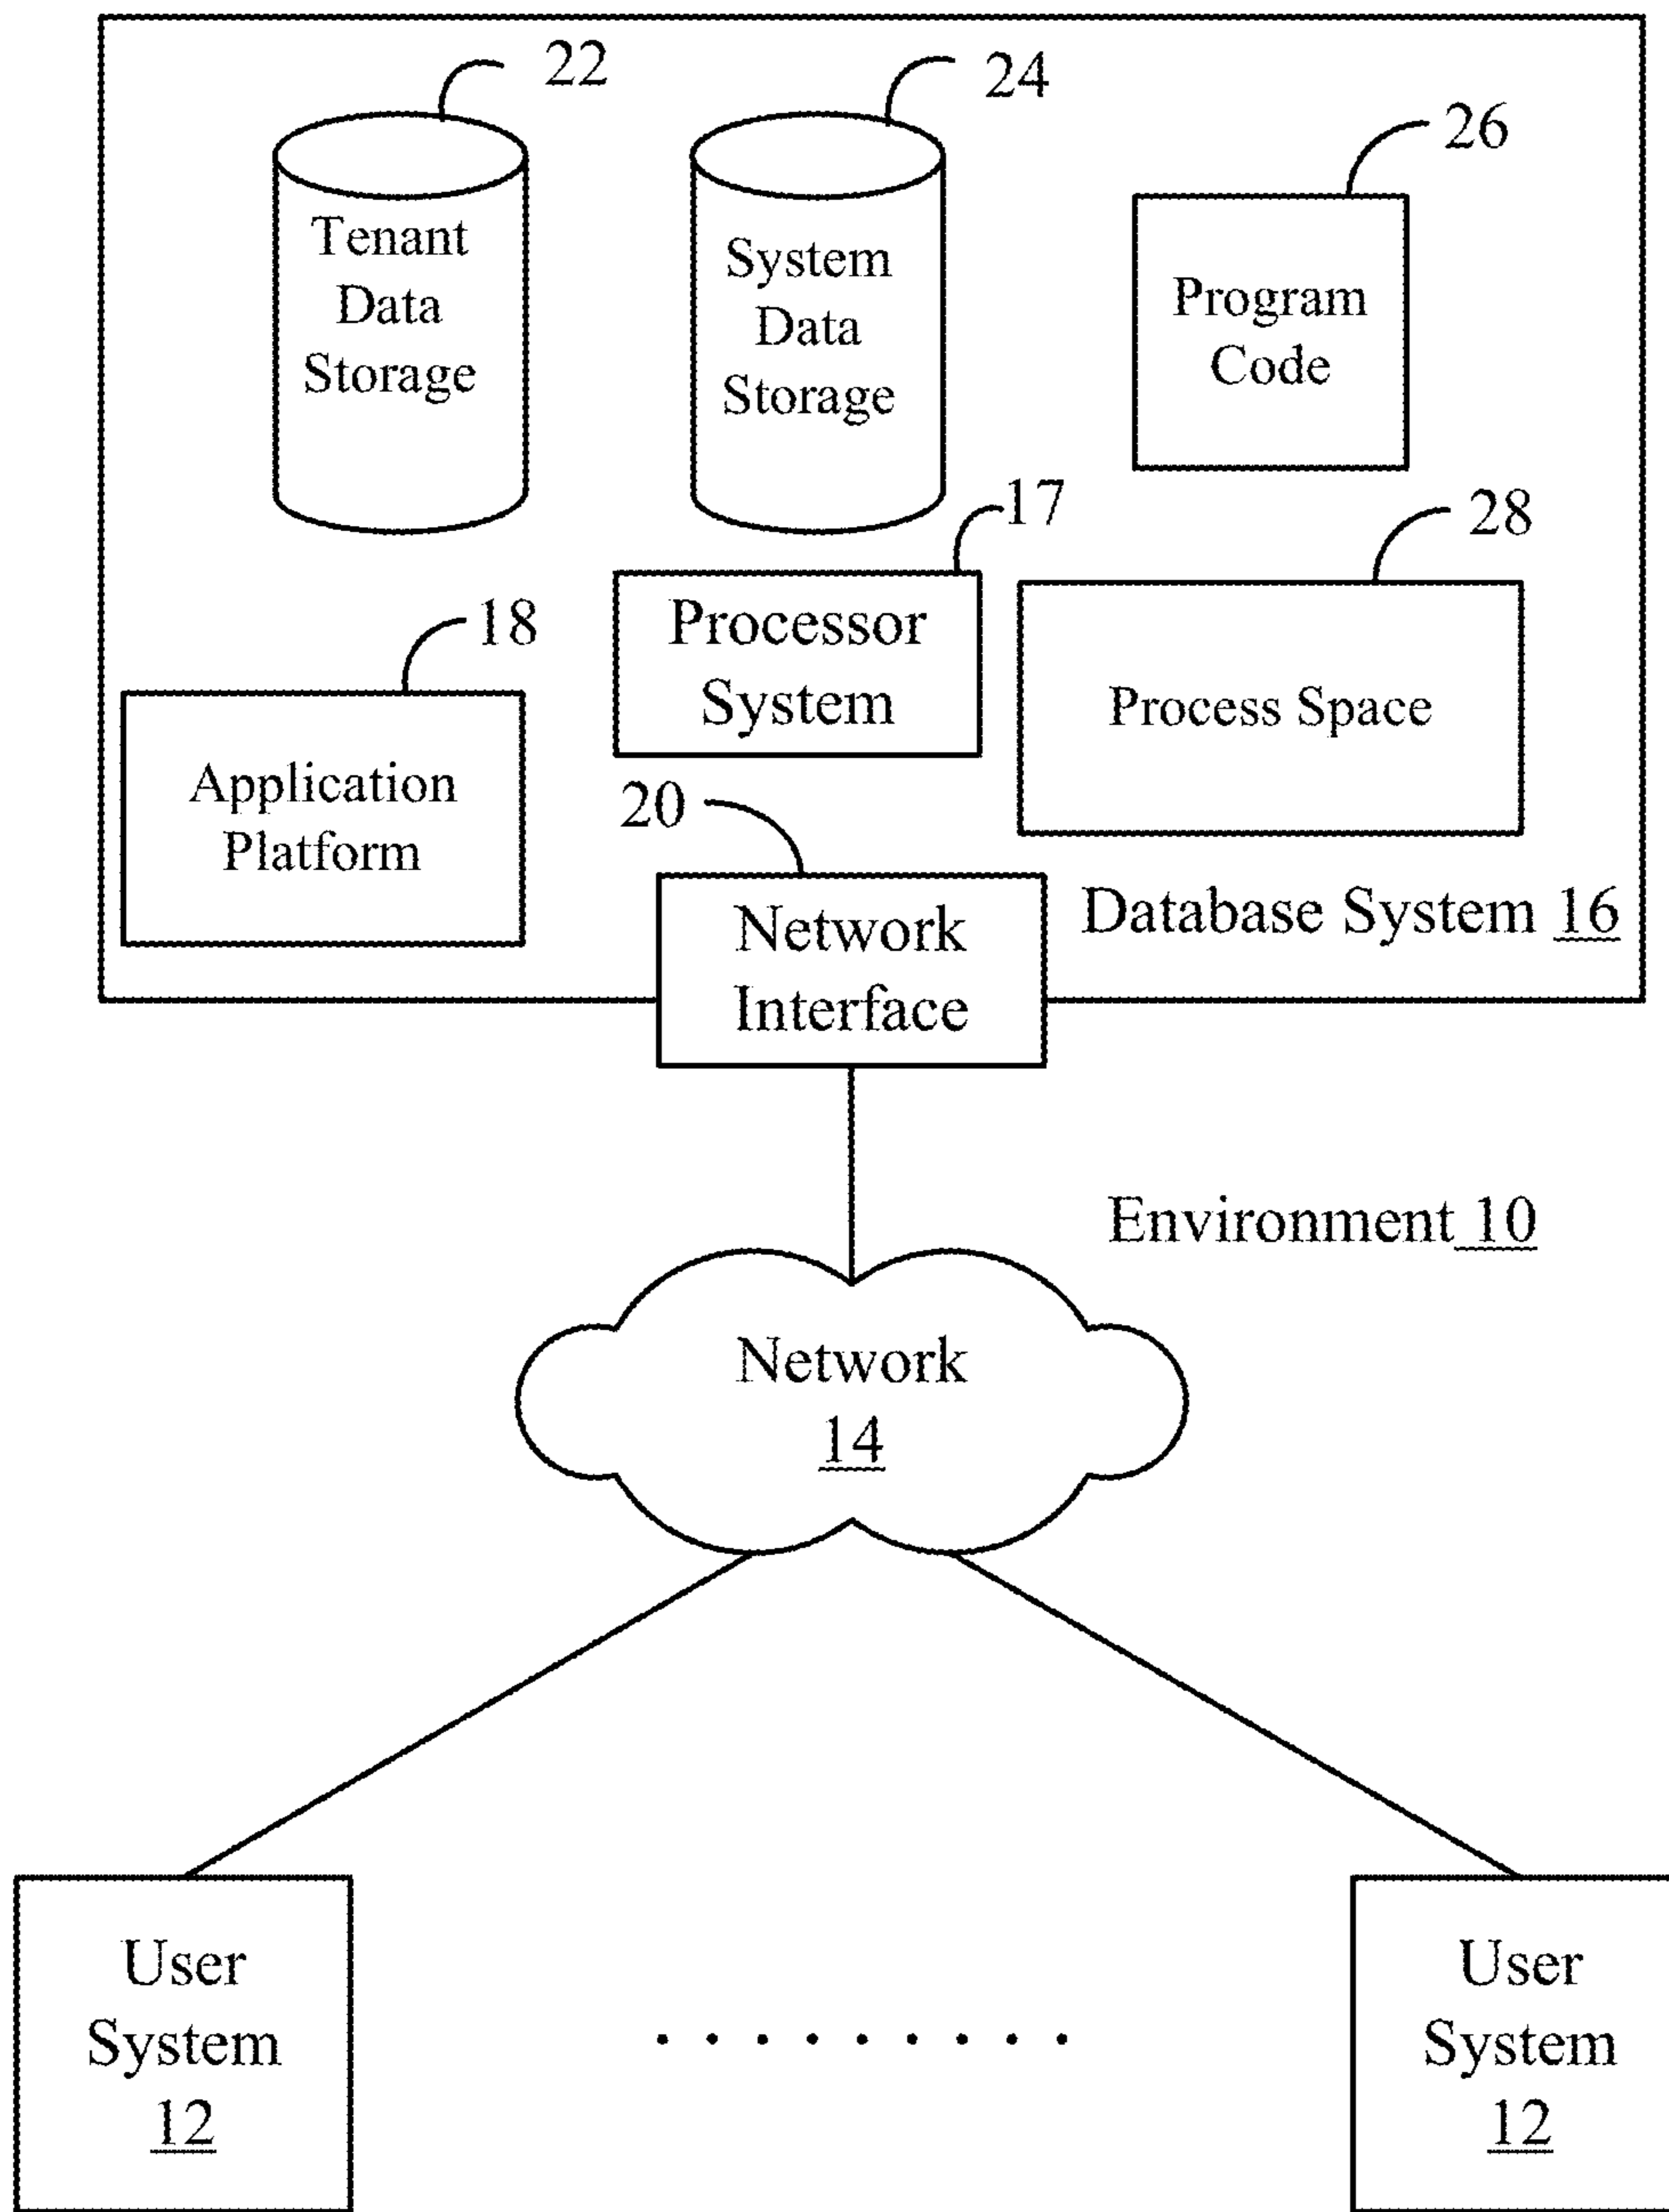 22
24
26
Tenant
Data
Storage
System
Data
Storage
Program
Code
17
28
18
Processor
System
Process Space
Application
Platform
20
Network
Interface
Database System 16
Environment 10
Network
14
User
System
12
User
System
12